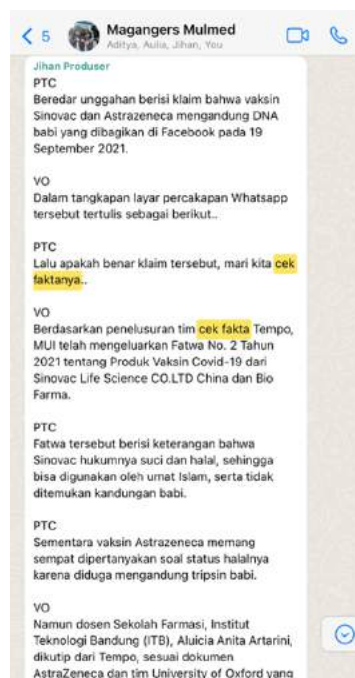 5
Magangers Mulmed
Aditya, Aulia, Jihan, You
Jihan Produser
PTC
Beredar unggahan berisi klaim bahwa vaksin
Sinovac dan Astrazeneca mengandung DNA
babi yang dibagikan di Facebook pada 19
September 2021.
VO
Dalam tangkapan layar percakapan Whatsapp
tersebut tertulis sebagai berikut..
PTC
Lalu apakah benar klaim tersebut, mari kita cek
faktanya..
VO
Berdasarkan penelusuran tim cek fakta Tempo,
MUI telah mengeluarkan Fatwa No. 2 Tahun
2021 tentang Produk Vaksin Covid-19 dari
Sinovac Life Science CO.LTD China dan Bio
Farma.
PTC
Fatwa tersebut berisi keterangan bahwa
Sinovac hukumnya suci dan halal, sehingga
bisa digunakan oleh umat Islam, serta tidak
ditemukan kandungan babi.
PTC
Sementara vaksin Astrazeneca memang
sempat dipertanyakan soal status halalnya
karena diduga mengandung tripsin babi.
VO
Namun dosen Sekolah Farmasi, Institut
Teknologi Bandung (ITB), Aluicia Anita Artarini,
dikutip dari Tempo, sesuai dokumen
AstraZeneca dan tim University of Oxford yang